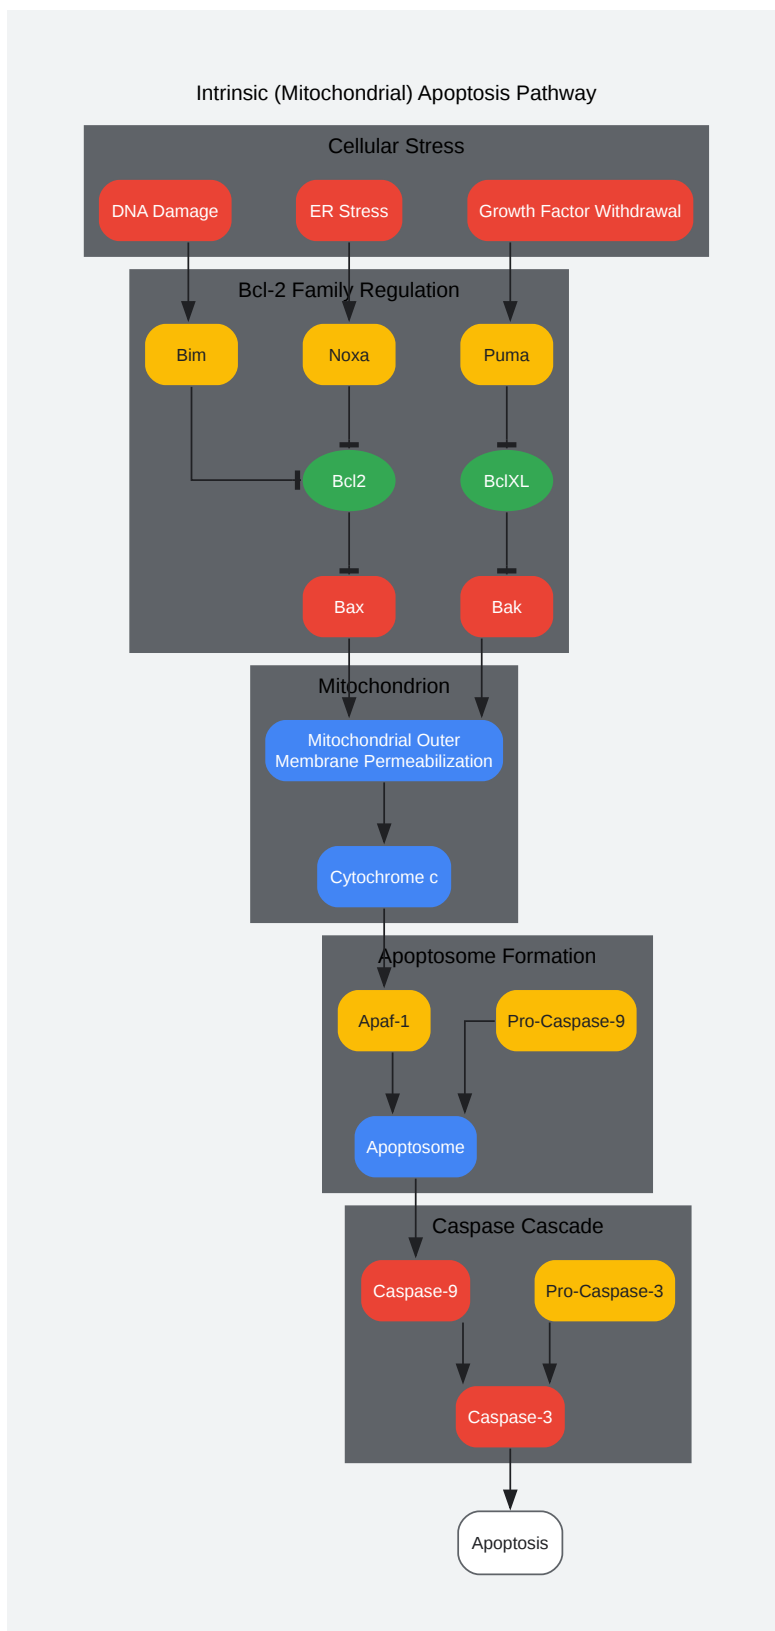 Intrinsic (Mitochondrial) Apoptosis Pathway
Cellular Stress
DNA Damage
ER Stress
Growth Factor Withdrawal
Bcl-2 Family Regulation
Bim
Noxa
Puma
Bcl2
BclXL
Bax
Bak
Mitochondrion
Mitochondrial Outer
Membrane Permeabilization
Cytochrome c
Apoptosome Formation
Apaf-1
Pro-Caspase-9
Apoptosome
Caspase Cascade
Caspase-9
Pro-Caspase-3
Caspase-3
Apoptosis